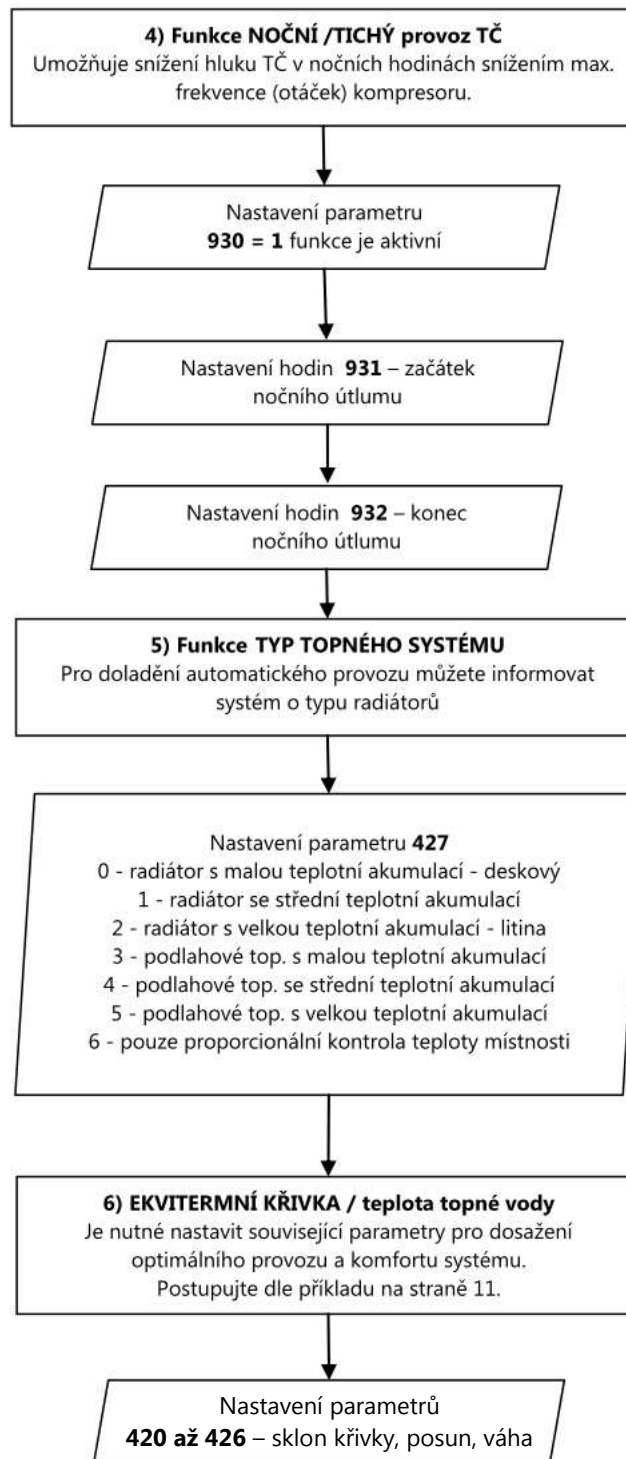 4) Funkce NOČNÍ /TICHÝ provoz TČ
Umožňuje snížení hluku TČ v nočních hodinách snížením max.
frekvence (otáček) kompresoru.
Nastavení parametru
930 = 1 funkce je aktivní
Nastavení hodin 931 – začátek
nočního útlumu
Nastavení hodin 932 – konec
nočního útlumu
5) Funkce TYP TOPNÉHO SYSTÉMU
Pro doladění automatického provozu můžete informovat
systém o typu radiátorů
Nastavení parametru 427
0 - radiátor s malou teplotní akumulací - deskový
1 - radiátor se střední teplotní akumulací
2 - radiátor s velkou teplotní akumulací - litina
3 - podlahové top. s malou teplotní akumulací
4 - podlahové top. se střední teplotní akumulací
5 - podlahové top. s velkou teplotní akumulací
6 - pouze proporcionální kontrola teploty místnosti
6) EKVITERMNÍ KŘIVKA / teplota topné vody
Je nutné nastavit související parametry pro dosažení
optimálního provozu a komfortu systému.
Postupujte dle příkladu na straně 11.
Nastavení parametrů
420 až 426 – sklon křivky, posun, váha